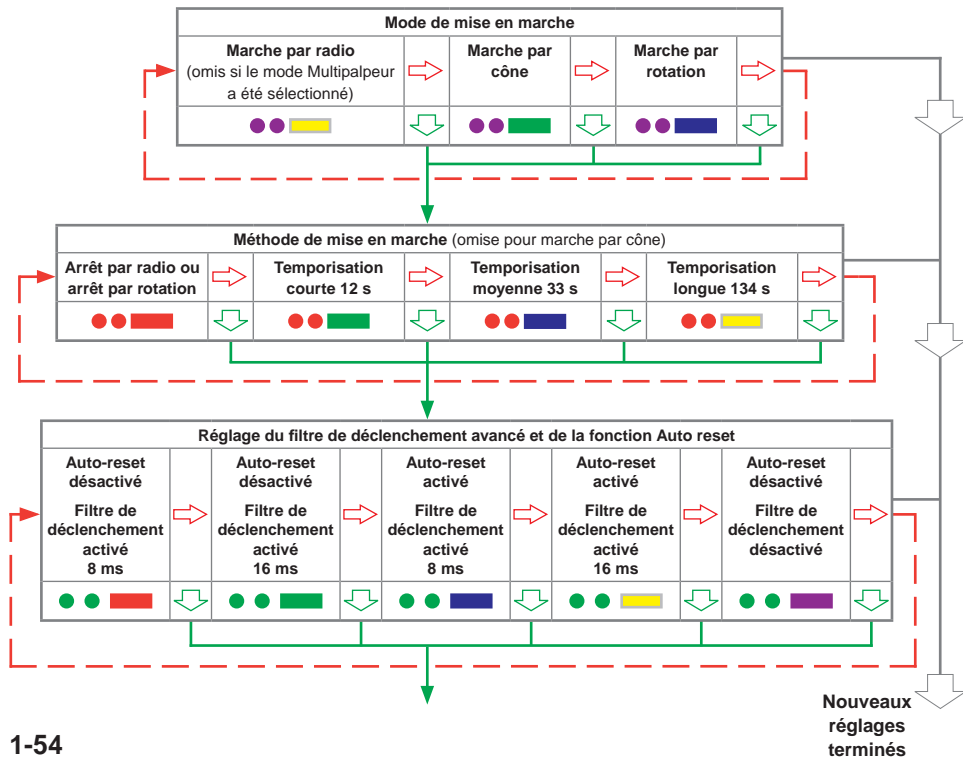 Mode de mise en marche
Marche par radio
(omis si le mode Multipalpeur
a été sélectionné)
Marche par
cône
Marche par
rotation
Méthode de mise en marche (omise pour marche par cône)
Arrêt par radio ou
arrêt par rotation
Temporisation
courte 12 s
Temporisation
moyenne 33 s
Temporisation
longue 134 s
Réglage du filtre de déclenchement avancé et de la fonction Auto reset
Auto-reset
désactivé
Filtre de
déclenchement
activé
8 ms
Auto-reset
désactivé
Filtre de
déclenchement
activé
16 ms
Auto-reset
activé
Filtre de
déclenchement
activé
8 ms
Auto-reset
activé
Filtre de
déclenchement
activé
16 ms
Auto-reset
désactivé
Filtre de
déclenchement
désactivé
Nouveaux
réglages
terminés
1-54